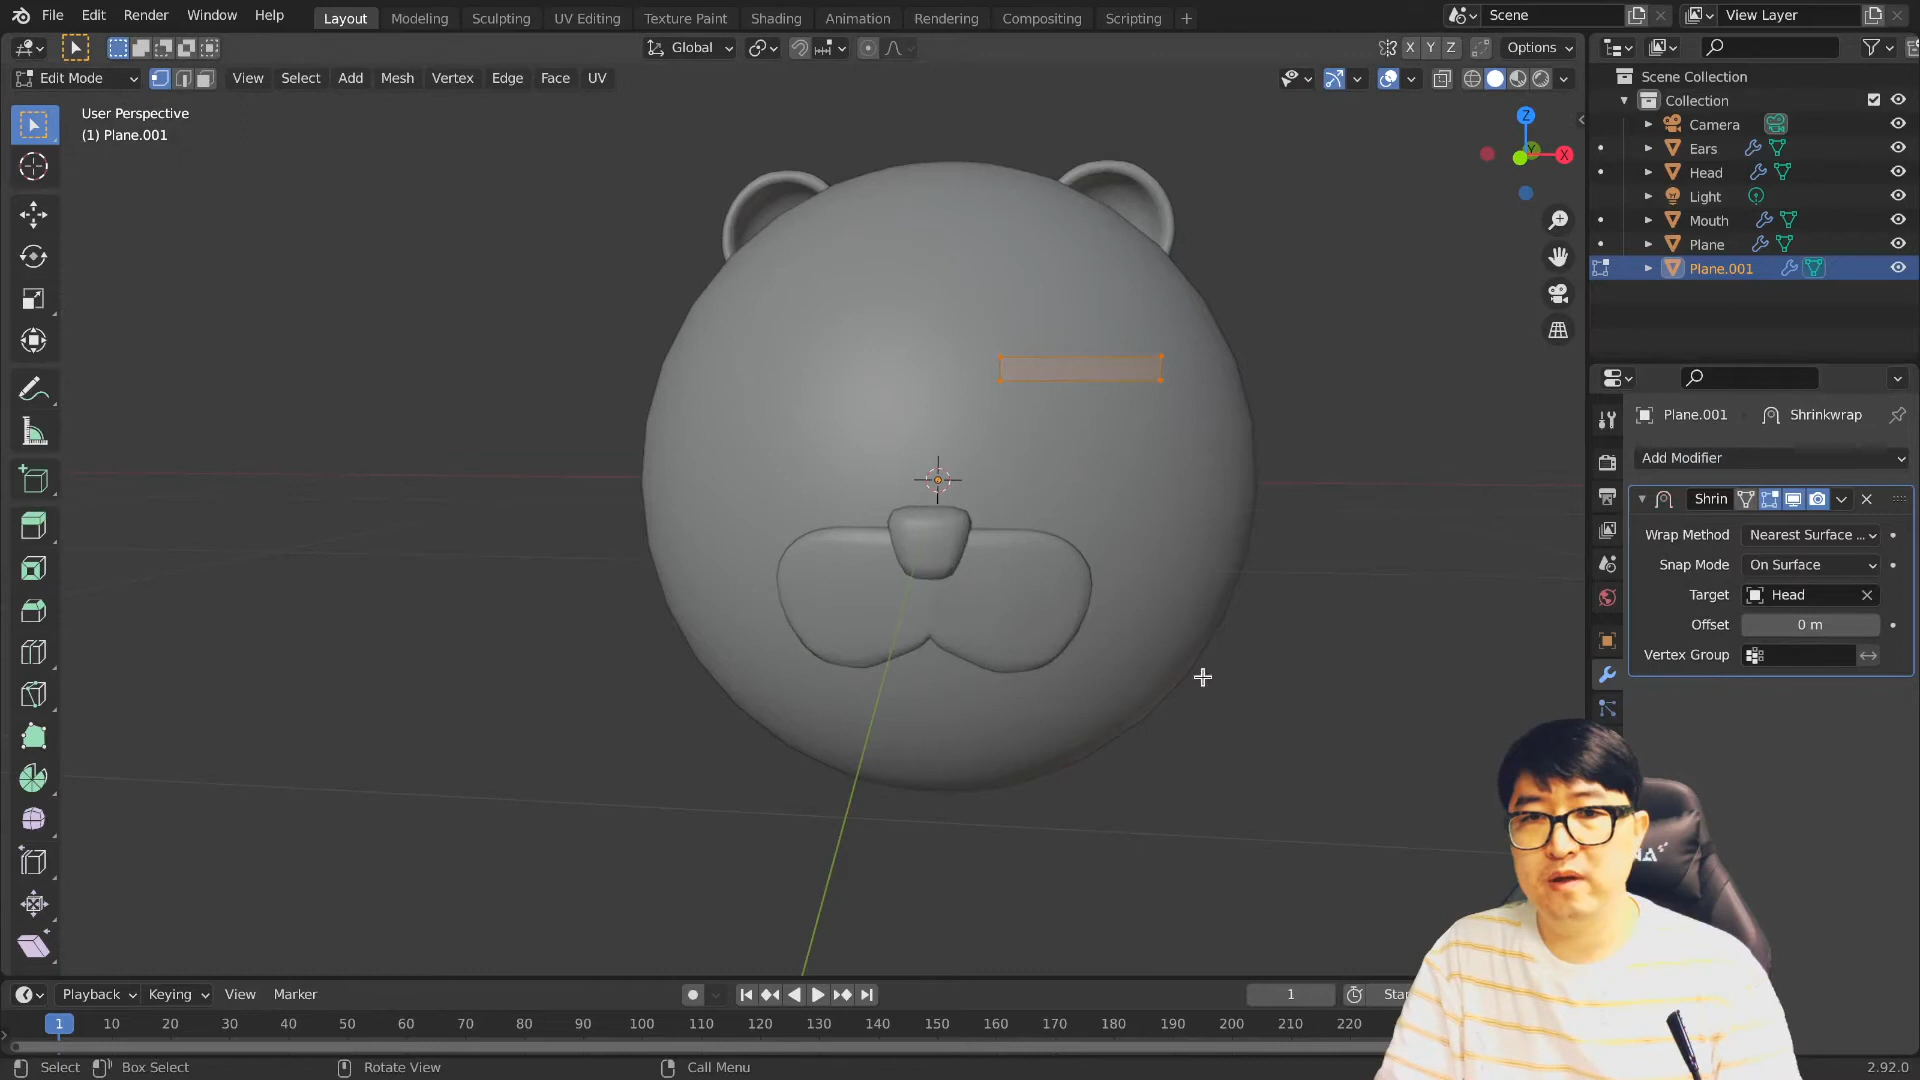 File Edit Render Window Help Layout Modeling Sculpting UV Editing Texture Paint Shading Animation Rendering Compositing Scripting + Scene View Layer
Global X Y Z Options
Edit Mode View Select Add Mesh Vertex Edge Face UV
User Perspective
(1) Plane.001
Z
Y
X
Scene Collection
Collection
Camera
Ears
Head
Light
Mouth
Plane
Plane.001
Plane.001 Shrinkwrap
Add Modifier
Shrin
Wrap Method Nearest Surface ...
Snap Mode On Surface
Target Head
Offset 0 m
Vertex Group
Playback Keying View Marker 1 Star
1 10 20 30 40 50 60 70 80 90 100 110 120 130 140 150 160 170 180 190 200 210 220
Select Box Select Rotate View Call Menu 2.92.0